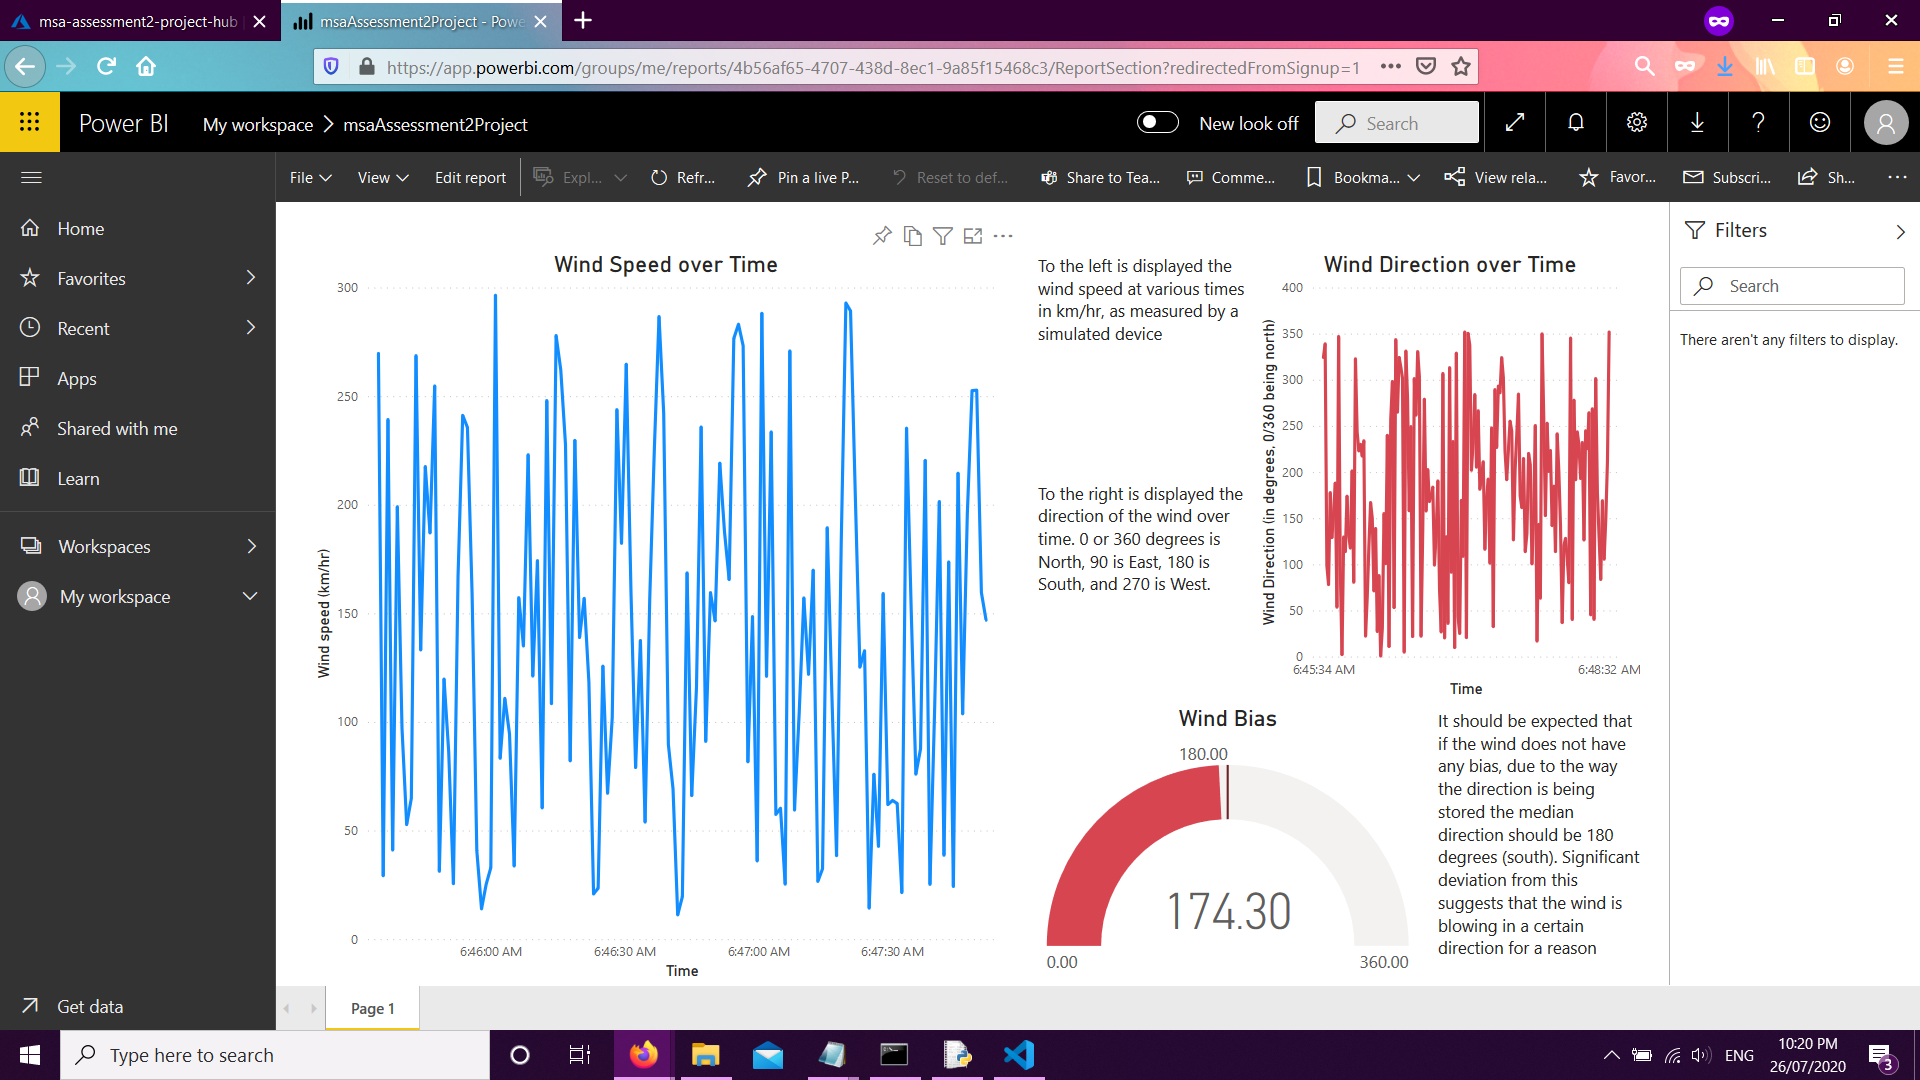 msa-assessment2-project-hub
msaAssessment2Project - Powe
https://app.powerbi.com/groups/me/reports/4b56af65-4707-438d-8ec1-9a85f15468c3/ReportSection?redirectedFromSignup=1
Power BI
My workspace > msaAssessment2Project
New look off
Search
File
View
Edit report
Expl...
Refr...
Pin a live P...
Reset to def...
Share to Tea...
Comme...
Bookma...
View rela...
Favor...
Subscri...
Sh...
Home
Favorites
Recent
Apps
Shared with me
Learn
Workspaces
My workspace
Get data
Wind Speed over Time
300
250
200
150
100
50
0
Wind speed (km/hr)
6:46:00 AM
6:46:30 AM
6:47:00 AM
6:47:30 AM
Time
To the left is displayed the
wind speed at various times
in km/hr, as measured by a
simulated device
To the right is displayed the
direction of the wind over
time. 0 or 360 degrees is
North, 90 is East, 180 is
South, and 270 is West.
Wind Direction over Time
400
350
300
250
200
150
100
50
0
Wind Direction (in degrees, 0/360 being north)
6:45:34 AM
6:48:32 AM
Time
Wind Bias
180.00
174.30
0.00
360.00
It should be expected that
if the wind does not have
any bias, due to the way
the direction is being
stored the median
direction should be 180
degrees (south). Significant
deviation from this
suggests that the wind is
blowing in a certain
direction for a reason
Filters
Search
There aren't any filters to display.
Page 1
Type here to search
ENG
10:20 PM
26/07/2020
3